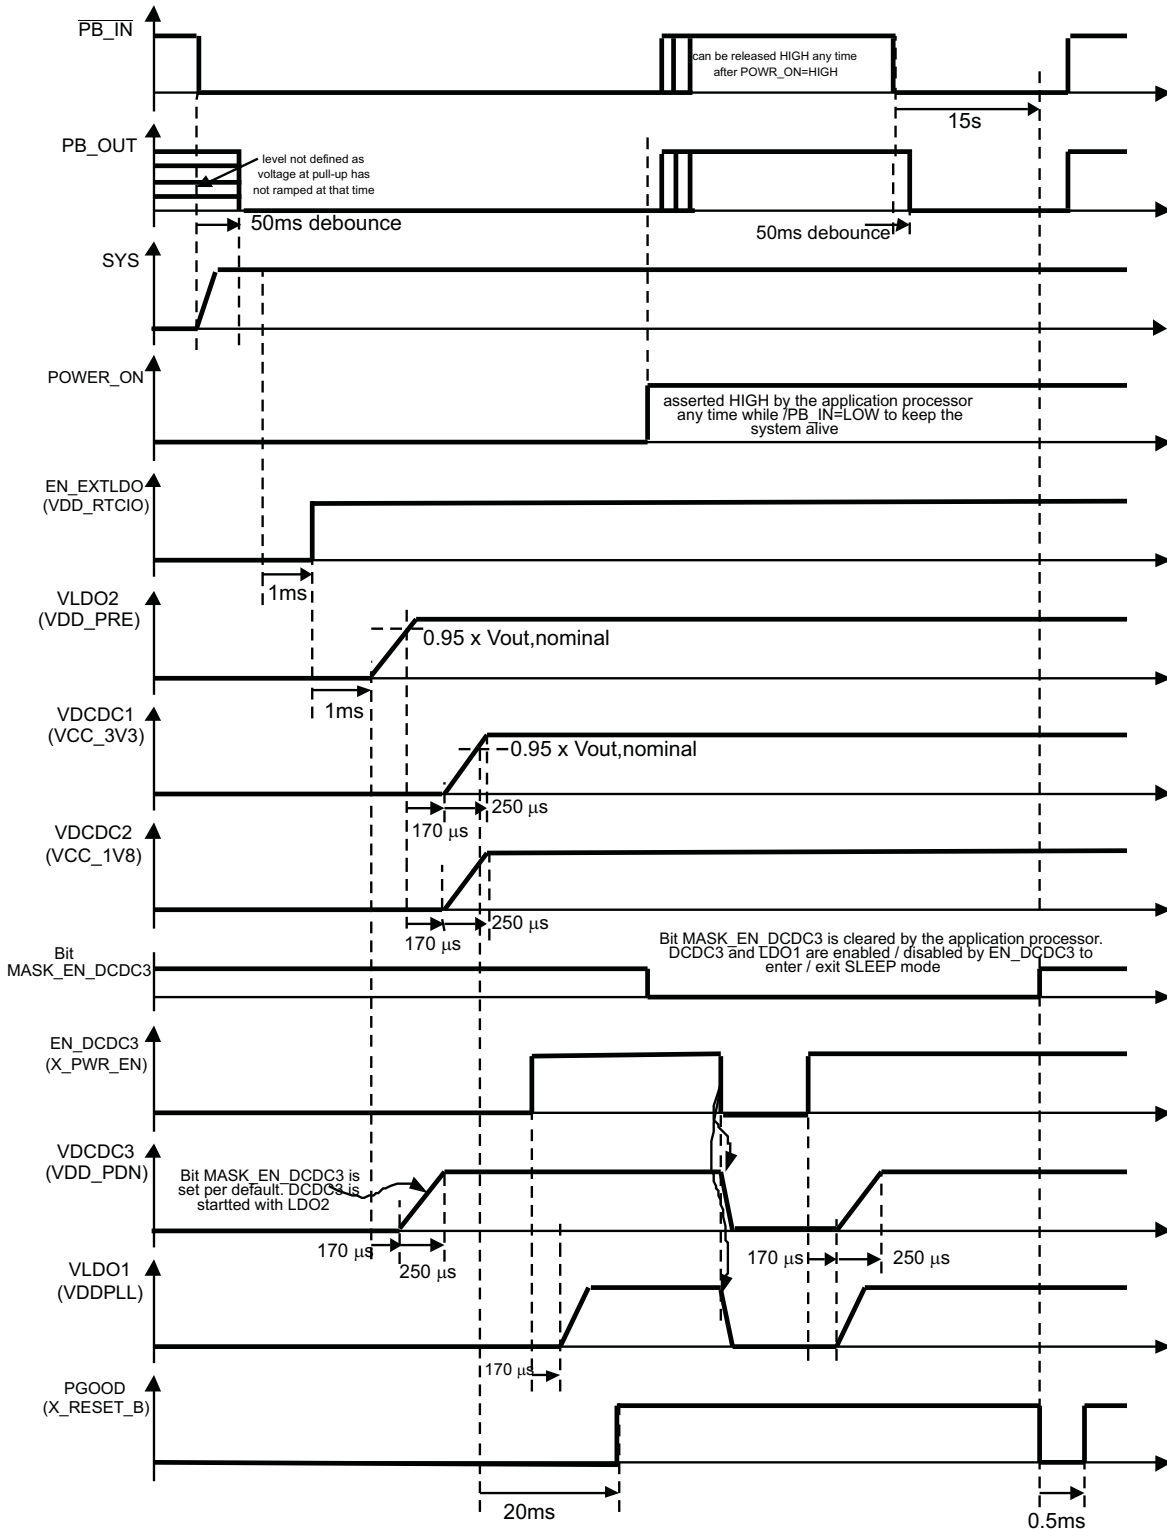 PB_IN
can be released HIGH any time
after POWR_ON=HIGH
15s
PB_OUT
level not defined as
voltage at pull-up has
not ramped at that time
50ms debounce
50ms debounce
SYS
POWER_ON
asserted HIGH by the application processor
any time while /PB_IN=LOW to keep the
system alive
EN_EXTLDO
(VDD_RTCIO)
1ms
VLDO2
(VDD_PRE)
0.95 x Vout,nominal
1ms
VDCDC1
(VCC_3V3)
0.95 x Vout,nominal
250 µs
170 µs
VDCDC2
(VCC_1V8)
250 µs
170 µs
Bit
MASK_EN_DCDC3
Bit MASK_EN_DCDC3 is cleared by the application processor.
DCDC3 and LDO1 are enabled / disabled by EN_DCDC3 to
enter / exit SLEEP mode
EN_DCDC3
(X_PWR_EN)
VDCDC3
(VDD_PDN)
Bit MASK_EN_DCDC3 is
set per default. DCDC3 is
startted with LDO2
170 µs
250 µs
170 µs
250 µs
VLDO1
(VDDPLL)
170 µs
PGOOD
(X_RESET_B)
20ms
0.5ms